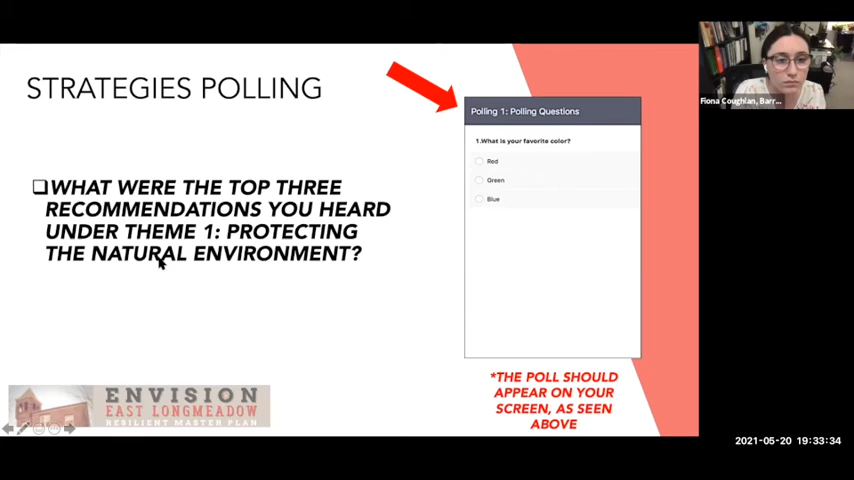 STRATEGIES POLLING
❑WHAT WERE THE TOP THREE
RECOMMENDATIONS YOU HEARD
UNDER THEME 1: PROTECTING
THE NATURAL ENVIRONMENT?
Polling 1: Polling Questions
1.What is your favorite color?
Red
Green
Blue
*THE POLL SHOULD
APPEAR ON YOUR
SCREEN, AS SEEN
ABOVE
ENVISION
EAST LONGMEADOW
RESILIENT MASTER PLAN
Fiona Coughlan, Barr...
2021-05-20 19:33:34